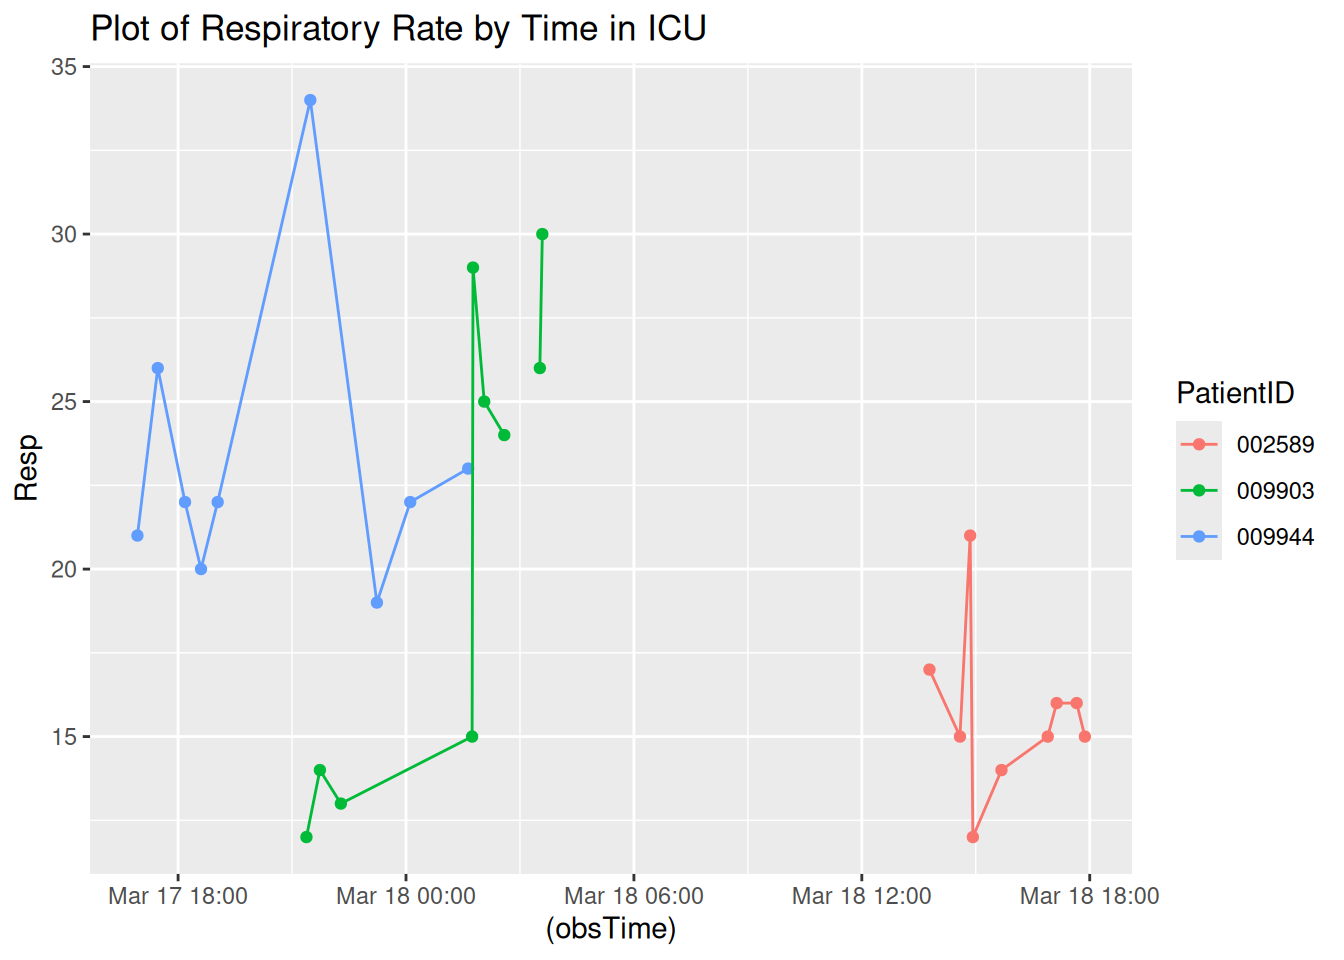 Plot of Respiratory Rate by Time in ICU
35
30
25
20
15
Resp
Mar 17 18:00
Mar 18 00:00
Mar 18 06:00
Mar 18 12:00
Mar 18 18:00
(obsTime)
PatientID
002589
009903
009944